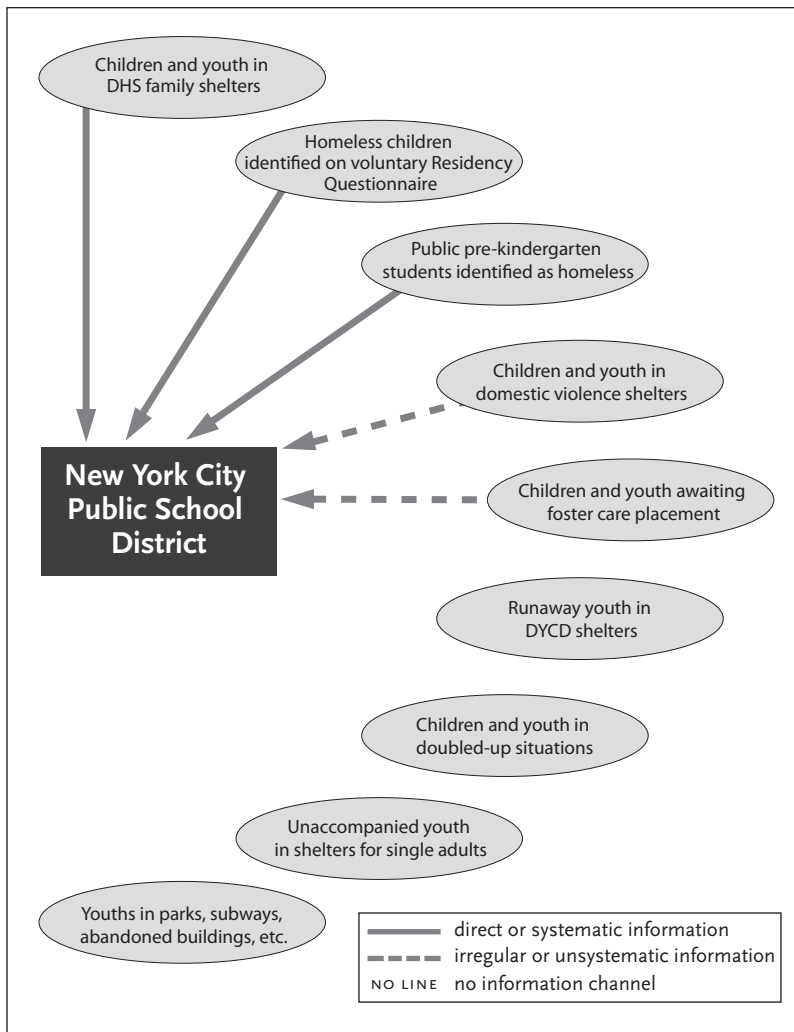 Children and youth in
DHS family shelters
Homeless children
identified on voluntary Residency
Questionnaire
Public pre-kindergarten
students identified as homeless
Children and youth in
domestic violence shelters
New York City
Public School
District
Children and youth awaiting
foster care placement
Runaway youth in
DYCD shelters
Children and youth in
doubled-up situations
Unaccompanied youth
in shelters for single adults
Youths in parks, subways,
abandoned buildings, etc.
direct or systematic information
irregular or unsystematic information
NO LINE no information channel